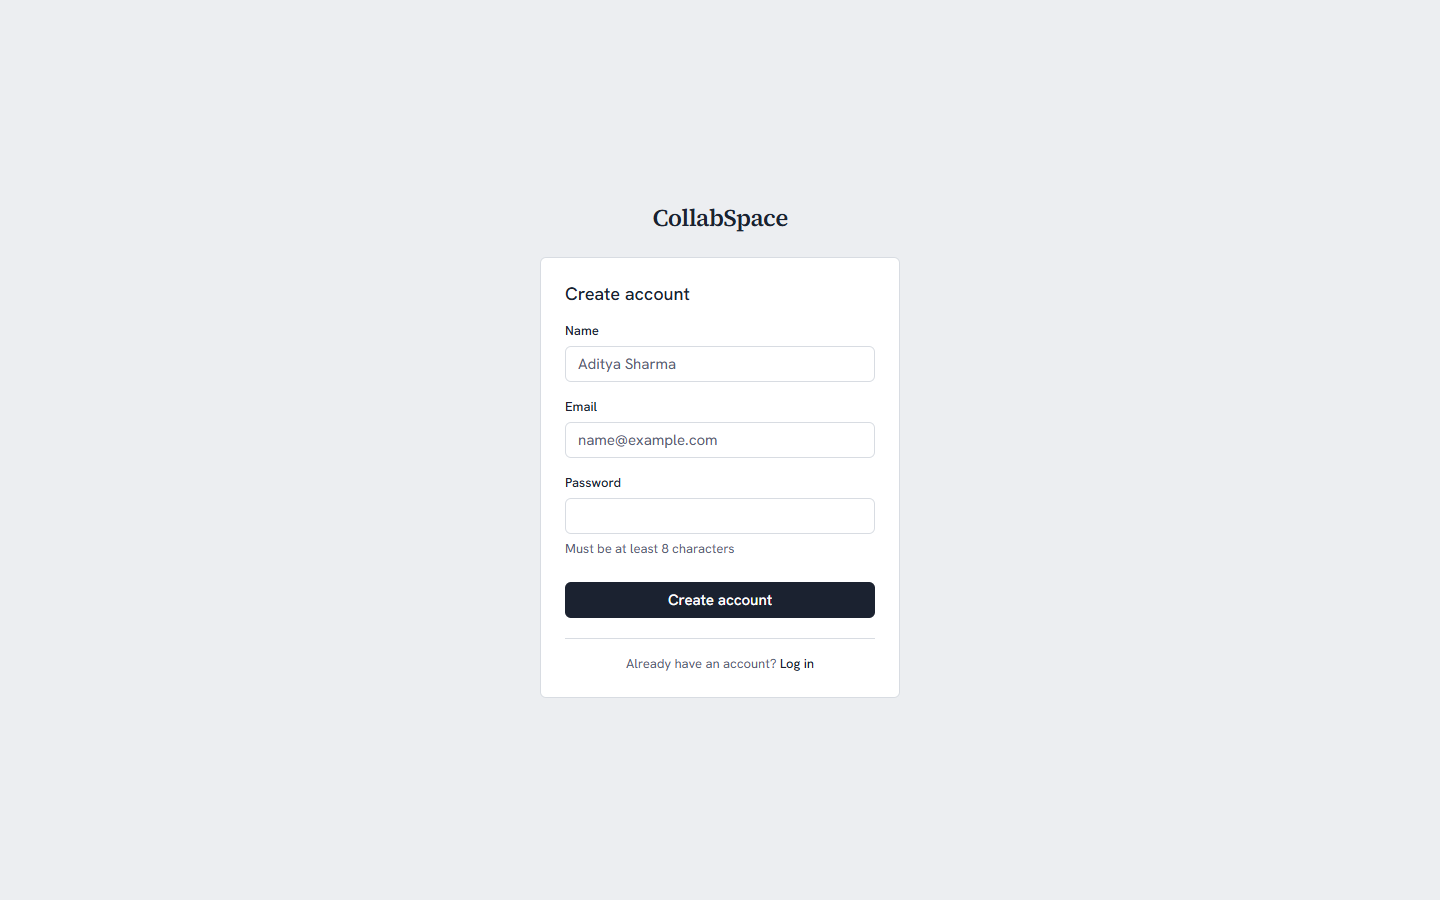 CollabSpace
Create account
Name
Aditya Sharma
Email
name@example.com
Password
Must be at least 8 characters
Create account
Already have an account? Log in